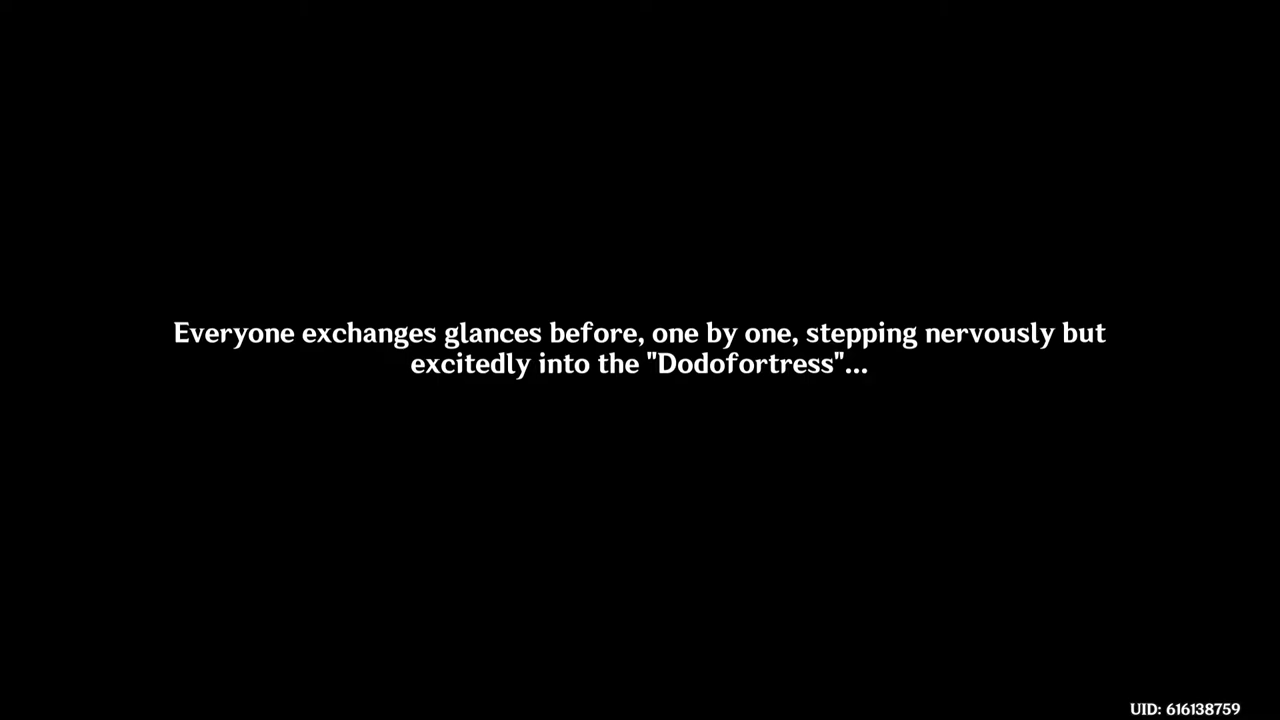 Everyone exchanges glances before, one by one, stepping nervously but
excitedly into the "Dodofortress"...
UID: 616138759